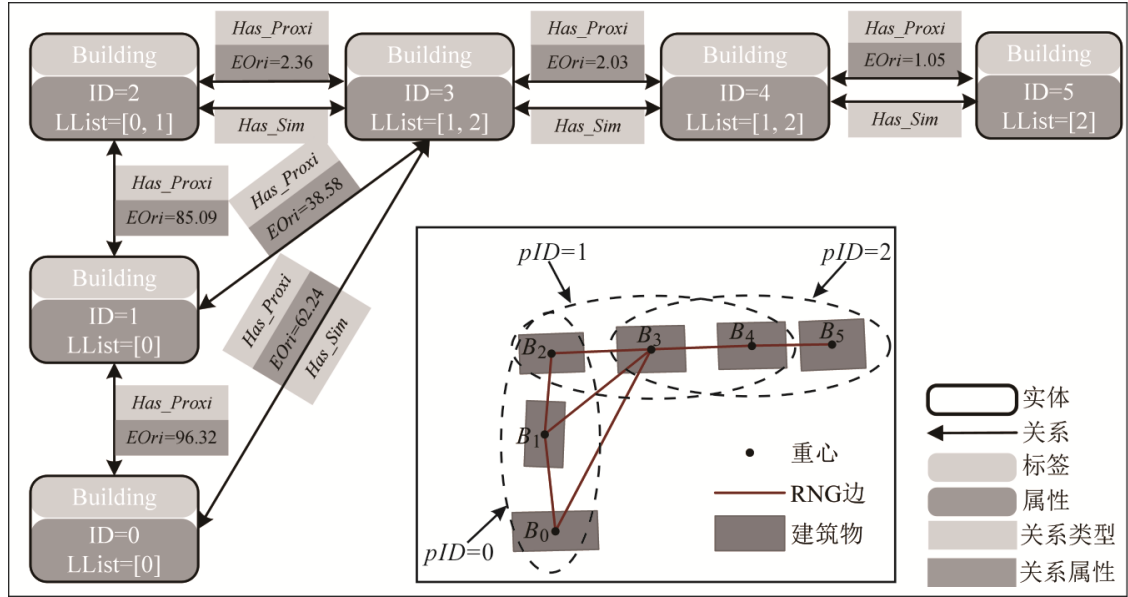 Has_Proxi
EOri=2.36
Has_Sim
Has_Proxi
EOri=2.03
Has_Sim
Has_Proxi
EOri=1.05
Has_Sim
Building
ID=2
LList=[0, 1]
Building
ID=3
LList=[1, 2]
Building
ID=4
LList=[1, 2]
Building
ID=5
LList=[2]
Has_Proxi
EOri=85.09
Has_Proxi
EOri=38.58
Building
ID=1
LList=[0]
Has_Proxi
EOri=62.24
Has_Sim
Has_Proxi
EOri=96.32
Building
ID=0
LList=[0]
pID=1
pID=2
B2
B3
B4
B5
B1
B0
pID=0
重心
RNG边
建筑物
实体
关系
标签
属性
关系类型
关系属性